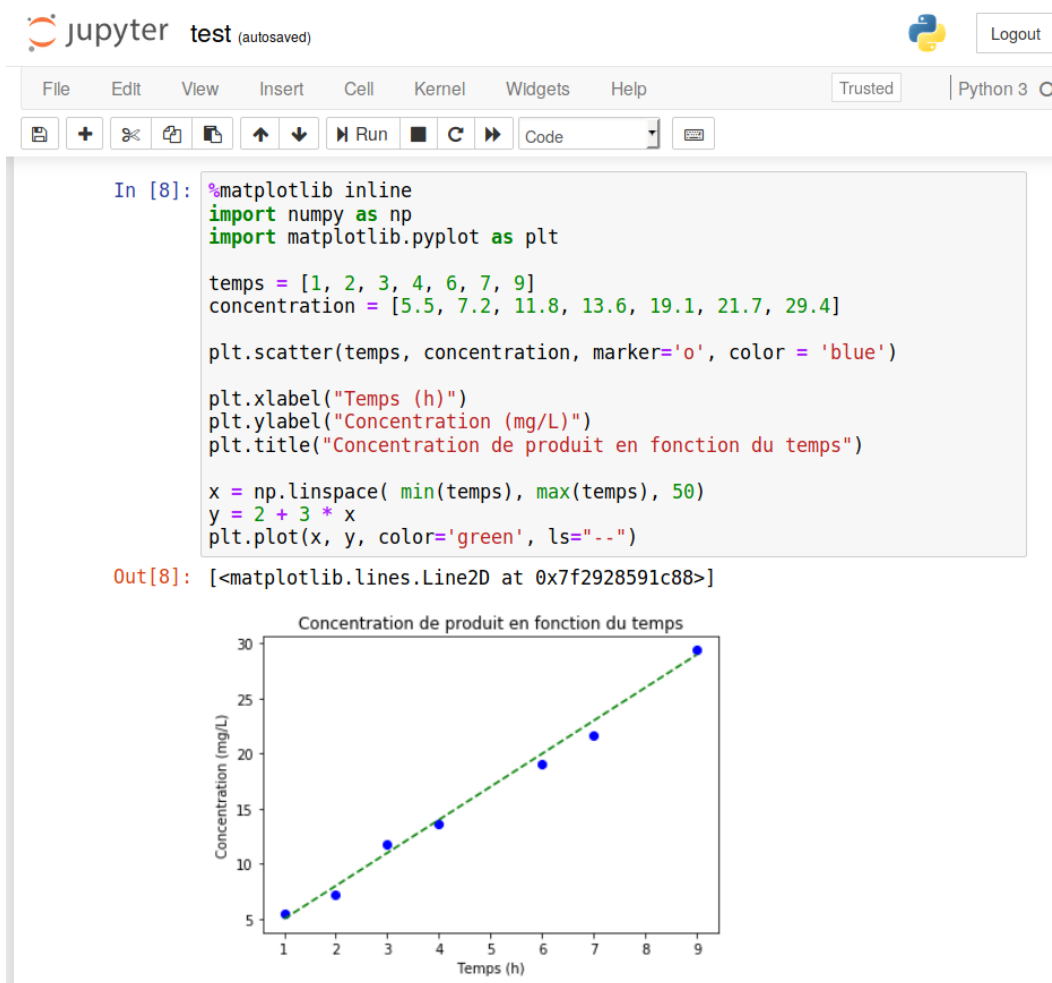 jupyter test (autosaved) Logout
File Edit View Insert Cell Kernel Widgets Help Trusted Python 3
Run Code
In [8]: %matplotlib inline
import numpy as np
import matplotlib.pyplot as plt
temps = [1, 2, 3, 4, 6, 7, 9]
concentration = [5.5, 7.2, 11.8, 13.6, 19.1, 21.7, 29.4]
plt.scatter(temps, concentration, marker='o', color = 'blue')
plt.xlabel("Temps (h)")
plt.ylabel("Concentration (mg/L)")
plt.title("Concentration de produit en fonction du temps")
x = np.linspace( min(temps), max(temps), 50)
y = 2 + 3 * x
plt.plot(x, y, color='green', ls="--")
Out[8]: [<matplotlib.lines.Line2D at 0x7f2928591c88>]
Concentration de produit en fonction du temps
Concentration (mg/L)
30
25
20
15
10
5
1 2 3 4 5 6 7 8 9
Temps (h)